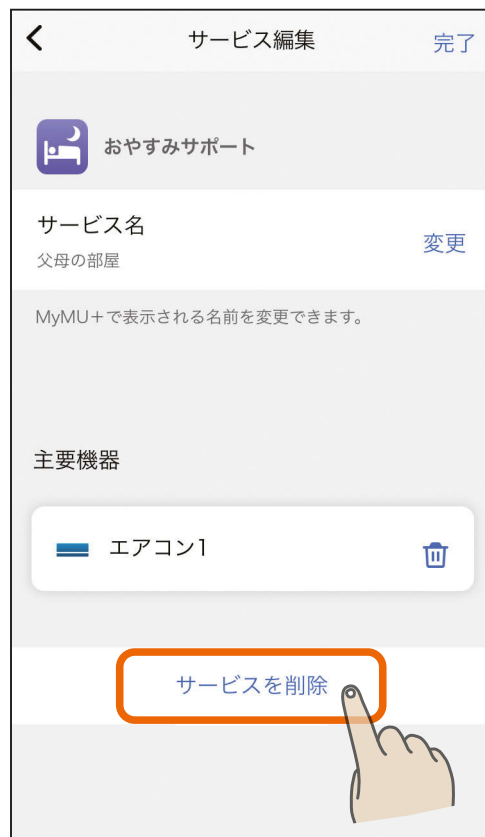 サービス編集
完了
おやすみサポート
サービス名
変更
父母の部屋
MyMU+で表示される名前を変更できます。
主要機器
エアコン1
サービスを削除